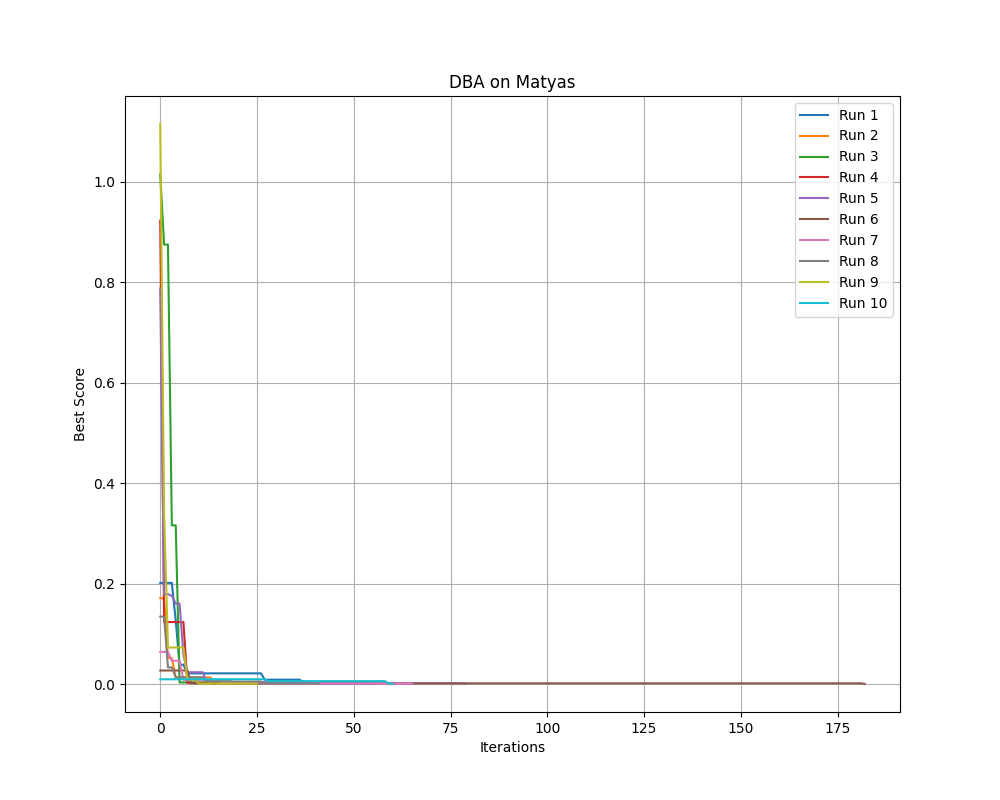 DBA on Matyas
Best Score
1.0
0.8
0.6
0.4
0.2
0.0
0 25 50 75 100 125 150 175
Iterations
Run 1
Run 2
Run 3
Run 4
Run 5
Run 6
Run 7
Run 8
Run 9
Run 10